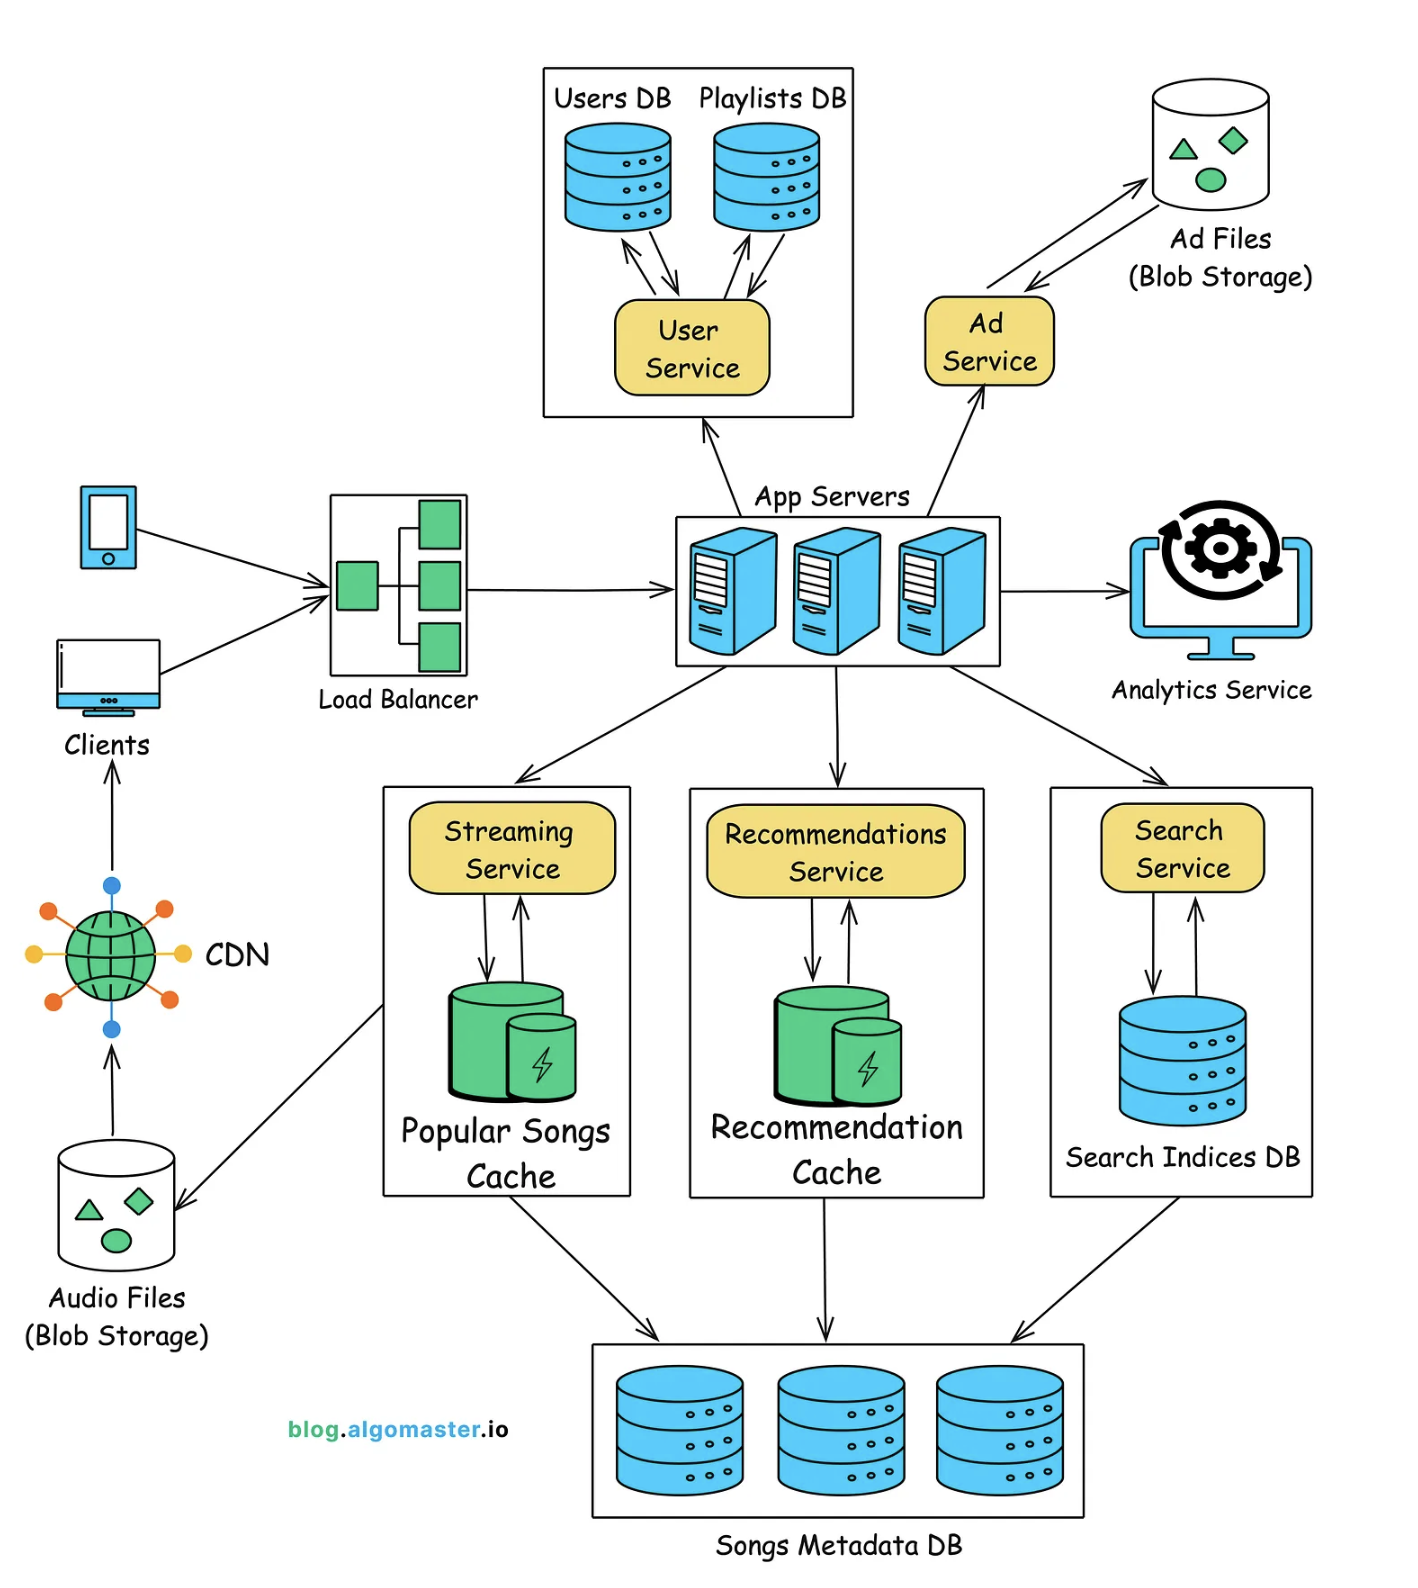 Users DB
Playlists DB
User
Service
Ad Files
(Blob Storage)
Ad
Service
App Servers
Load Balancer
Analytics Service
Clients
Streaming
Service
Recommendations
Service
Search
Service
CDN
Popular Songs
Cache
Recommendation
Cache
Search Indices DB
Audio Files
(Blob Storage)
blog.algomaster.io
Songs Metadata DB